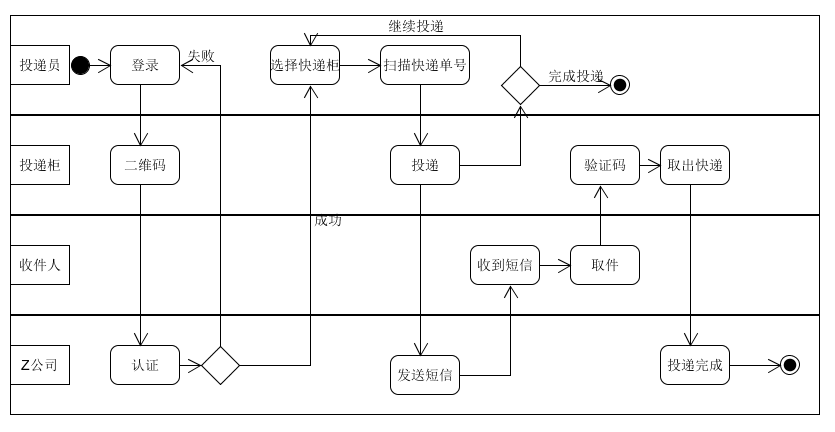 继续投递
投递员
登录
失败
选择快递柜
扫描快递单号
完成投递
投递柜
二维码
投递
验证码
取出快递
成功
收件人
收到短信
取件
Z公司
认证
发送短信
投递完成